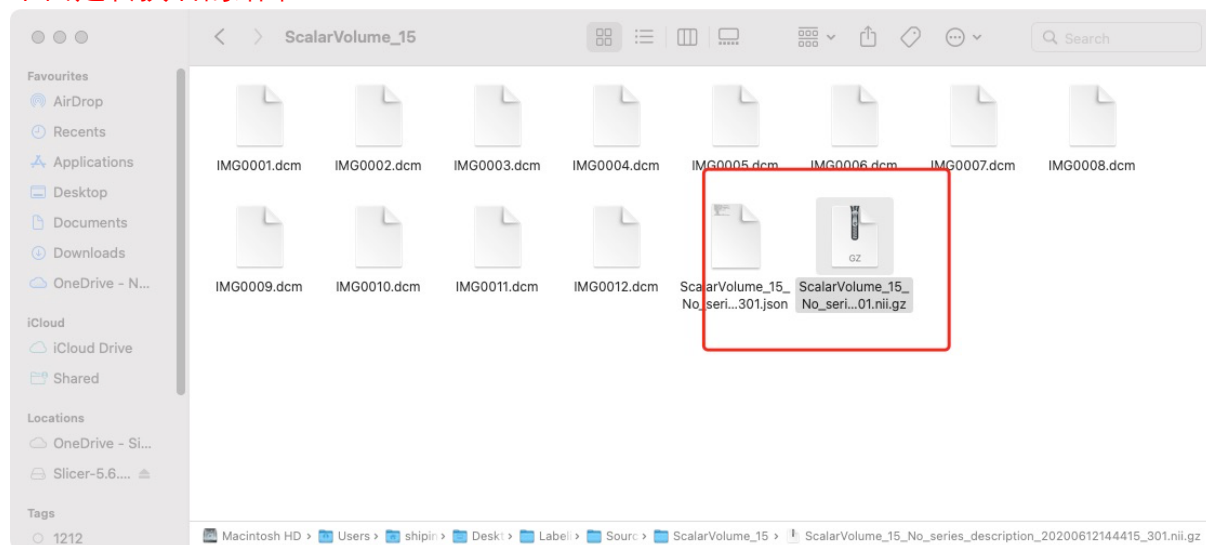 ScalarVolume_15
Search
Favourites
AirDrop
Recents
Applications
Desktop
Documents
Downloads
OneDrive - N...
iCloud
iCloud Drive
Shared
Locations
OneDrive - Si...
Slicer-5.6....
Tags
1212
IMG0001.dcm
IMG0002.dcm
IMG0003.dcm
IMG0004.dcm
IMG0005.dcm
IMG0006.dcm
IMG0007.dcm
IMG0008.dcm
GZ
IMG0009.dcm
IMG0010.dcm
IMG0011.dcm
IMG0012.dcm
ScalarVolume_15_
No_seri...301.json
ScalarVolume_15_
No_seri...01.nii.gz
Macintosh HD › Users › shipin › Deskt › Labeli › Sourc › ScalarVolume_15 › ScalarVolume_15_No_series_description_20200612144415_301.nii.gz